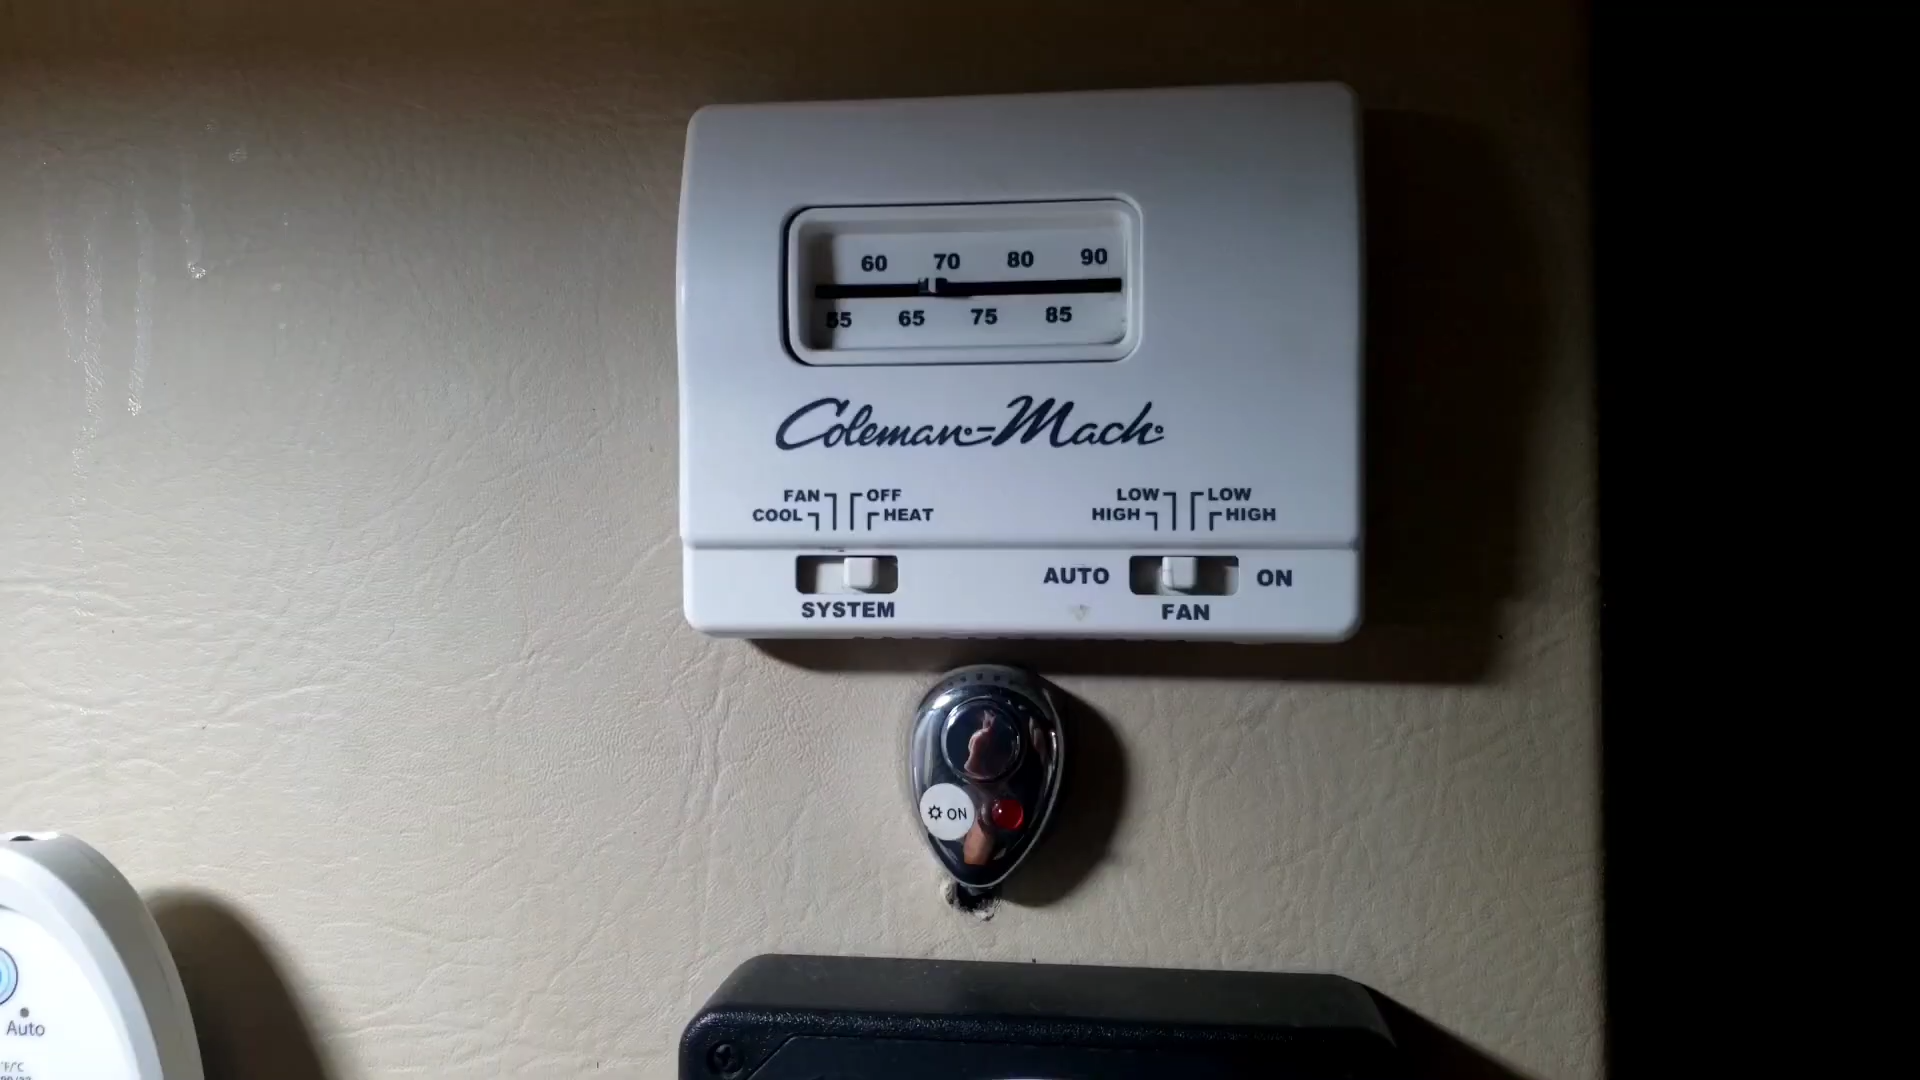 60 70 80 90
55 65 75 85
Coleman-Mach
FAN OFF
COOL HEAT
LOW LOW
HIGH HIGH
AUTO ON
SYSTEM FAN
ON
Auto
°F/°C